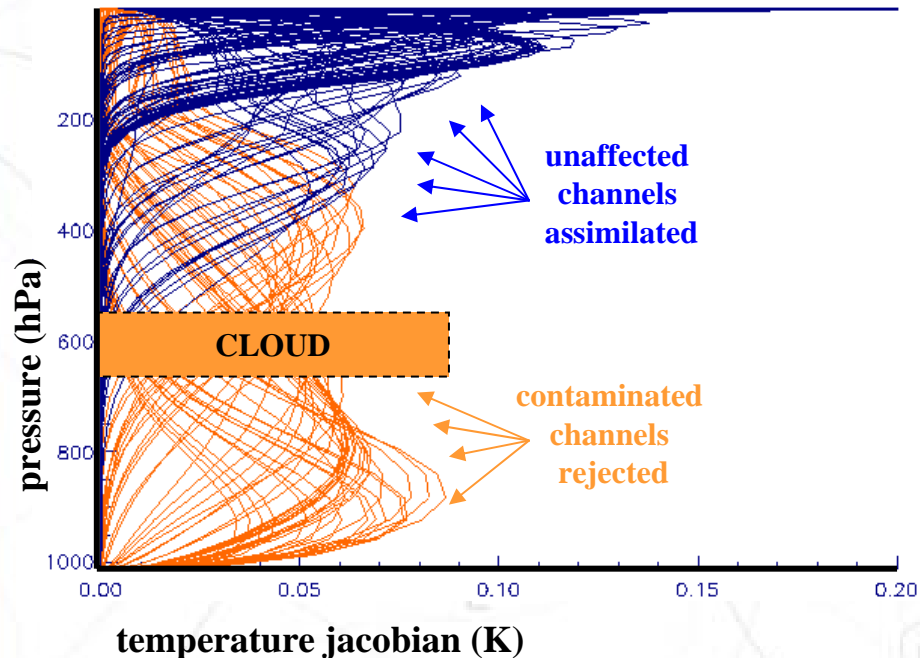 200
unaffected
channels
assimilated
400
pressure (hPa)
600
CLOUD
contaminated
channels
rejected
800
1000
0.00 0.05 0.10 0.15 0.20
temperature jacobian (K)